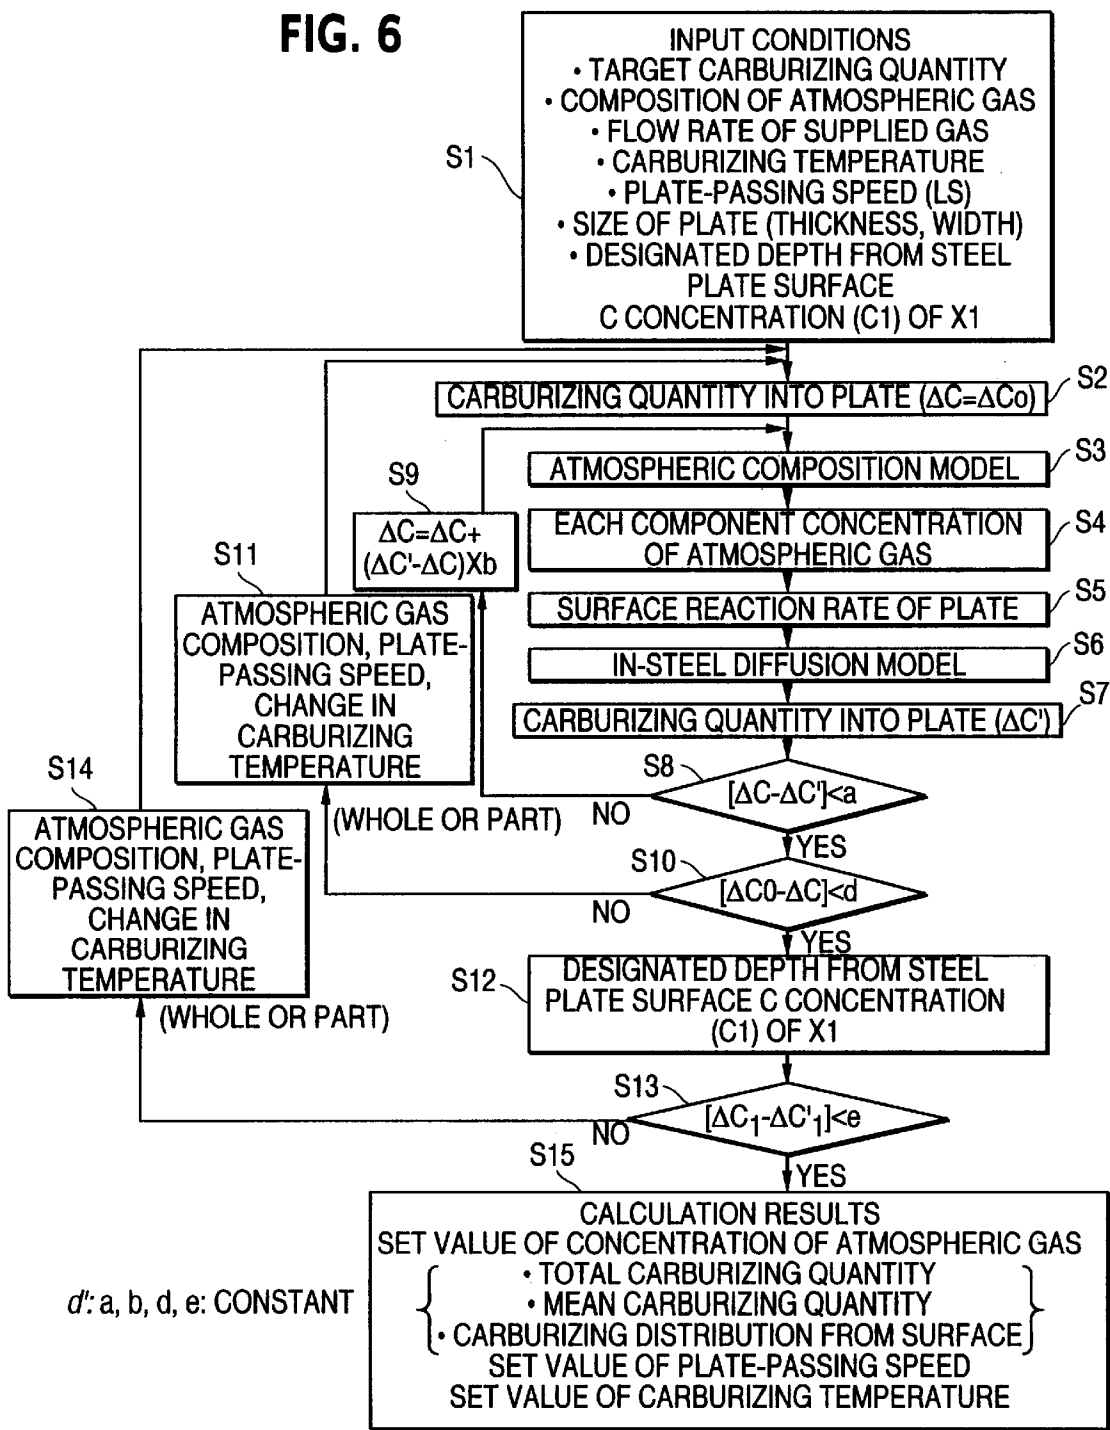 FIG. 6
S1
INPUT CONDITIONS
• TARGET CARBURIZING QUANTITY
• COMPOSITION OF ATMOSPHERIC GAS
• FLOW RATE OF SUPPLIED GAS
• CARBURIZING TEMPERATURE
• PLATE-PASSING SPEED (LS)
• SIZE OF PLATE (THICKNESS, WIDTH)
• DESIGNATED DEPTH FROM STEEL
PLATE SURFACE
C CONCENTRATION (C1) OF X1
S2
CARBURIZING QUANTITY INTO PLATE (ΔC=ΔCo)
S3
ATMOSPHERIC COMPOSITION MODEL
S4
EACH COMPONENT CONCENTRATION
OF ATMOSPHERIC GAS
S5
SURFACE REACTION RATE OF PLATE
S6
IN-STEEL DIFFUSION MODEL
S7
CARBURIZING QUANTITY INTO PLATE (ΔC')
S8
[ΔC-ΔC']<a
NO
YES
S9
ΔC=ΔC+
(ΔC'-ΔC)Xb
S10
[ΔC0-ΔC]<d
NO
YES
S11
ATMOSPHERIC GAS
COMPOSITION, PLATE-
PASSING SPEED,
CHANGE IN
CARBURIZING
TEMPERATURE
(WHOLE OR PART)
S12
DESIGNATED DEPTH FROM STEEL
PLATE SURFACE C CONCENTRATION
(C1) OF X1
S13
[ΔC1-ΔC'1]<e
NO
YES
S14
ATMOSPHERIC GAS
COMPOSITION, PLATE-
PASSING SPEED,
CHANGE IN
CARBURIZING
TEMPERATURE
(WHOLE OR PART)
S15
CALCULATION RESULTS
SET VALUE OF CONCENTRATION OF ATMOSPHERIC GAS
• TOTAL CARBURIZING QUANTITY
• MEAN CARBURIZING QUANTITY
• CARBURIZING DISTRIBUTION FROM SURFACE
SET VALUE OF PLATE-PASSING SPEED
SET VALUE OF CARBURIZING TEMPERATURE
d': a, b, d, e: CONSTANT